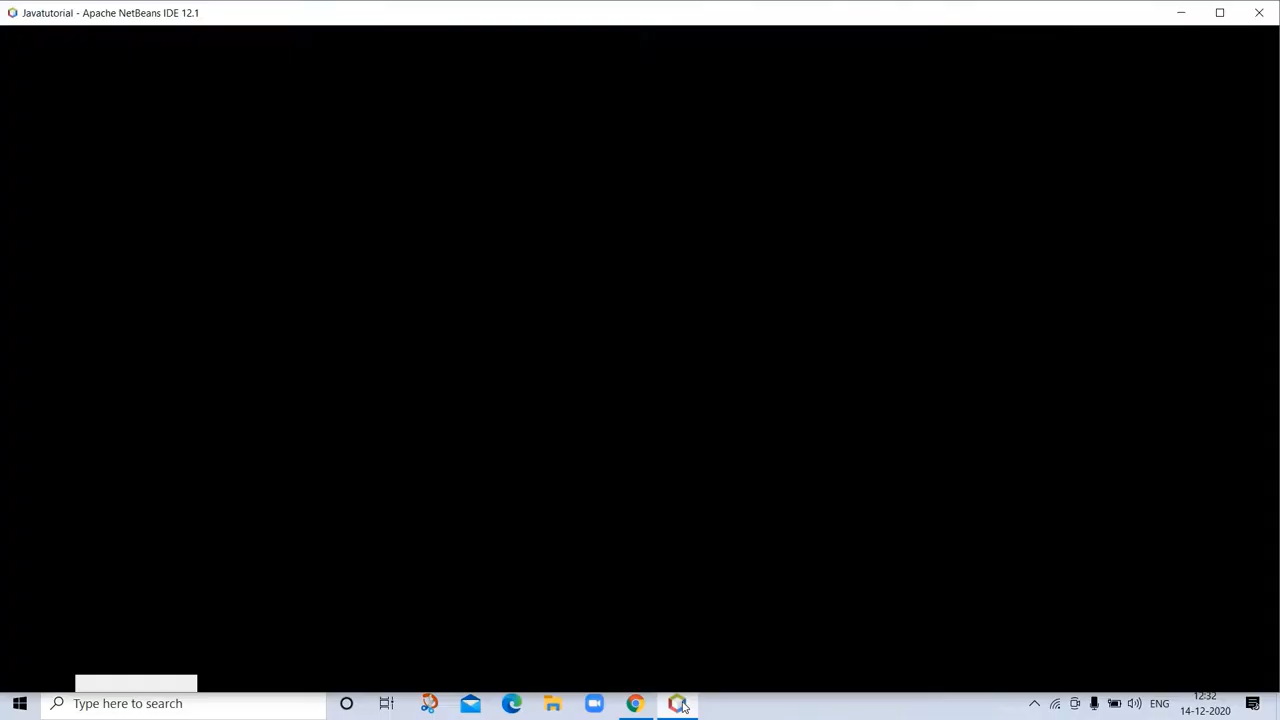 Javatutorial - Apache NetBeans IDE 12.1
Type here to search
ENG
12:32
14-12-2020